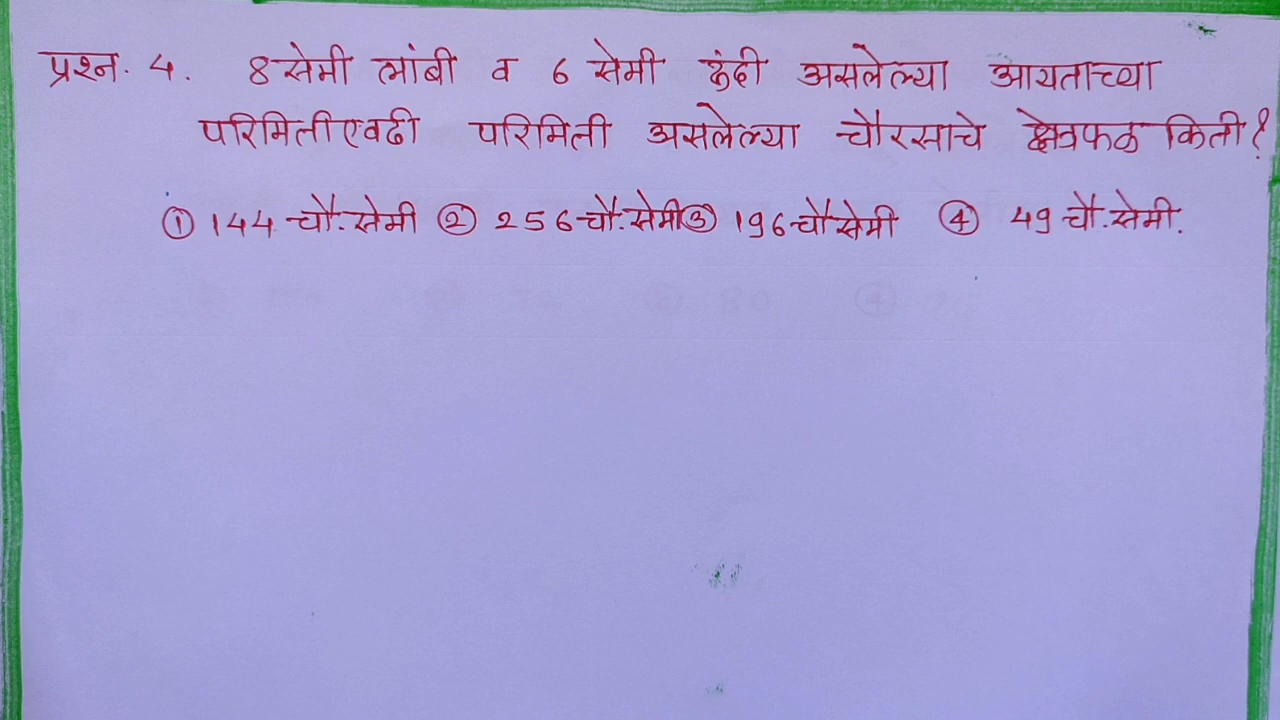 प्रश्न. 4. 8 सेमी लांबी व 6 सेमी रुंदी असलेल्या आयताच्या
परिमितीएवढी परिमिती असलेल्या चौरसाचे क्षेत्रफळ किती?
① 144 चौ.सेमी ② 256 चौ.सेमी ③ 196 चौ सेमी ④ 49 चौ.सेमी.